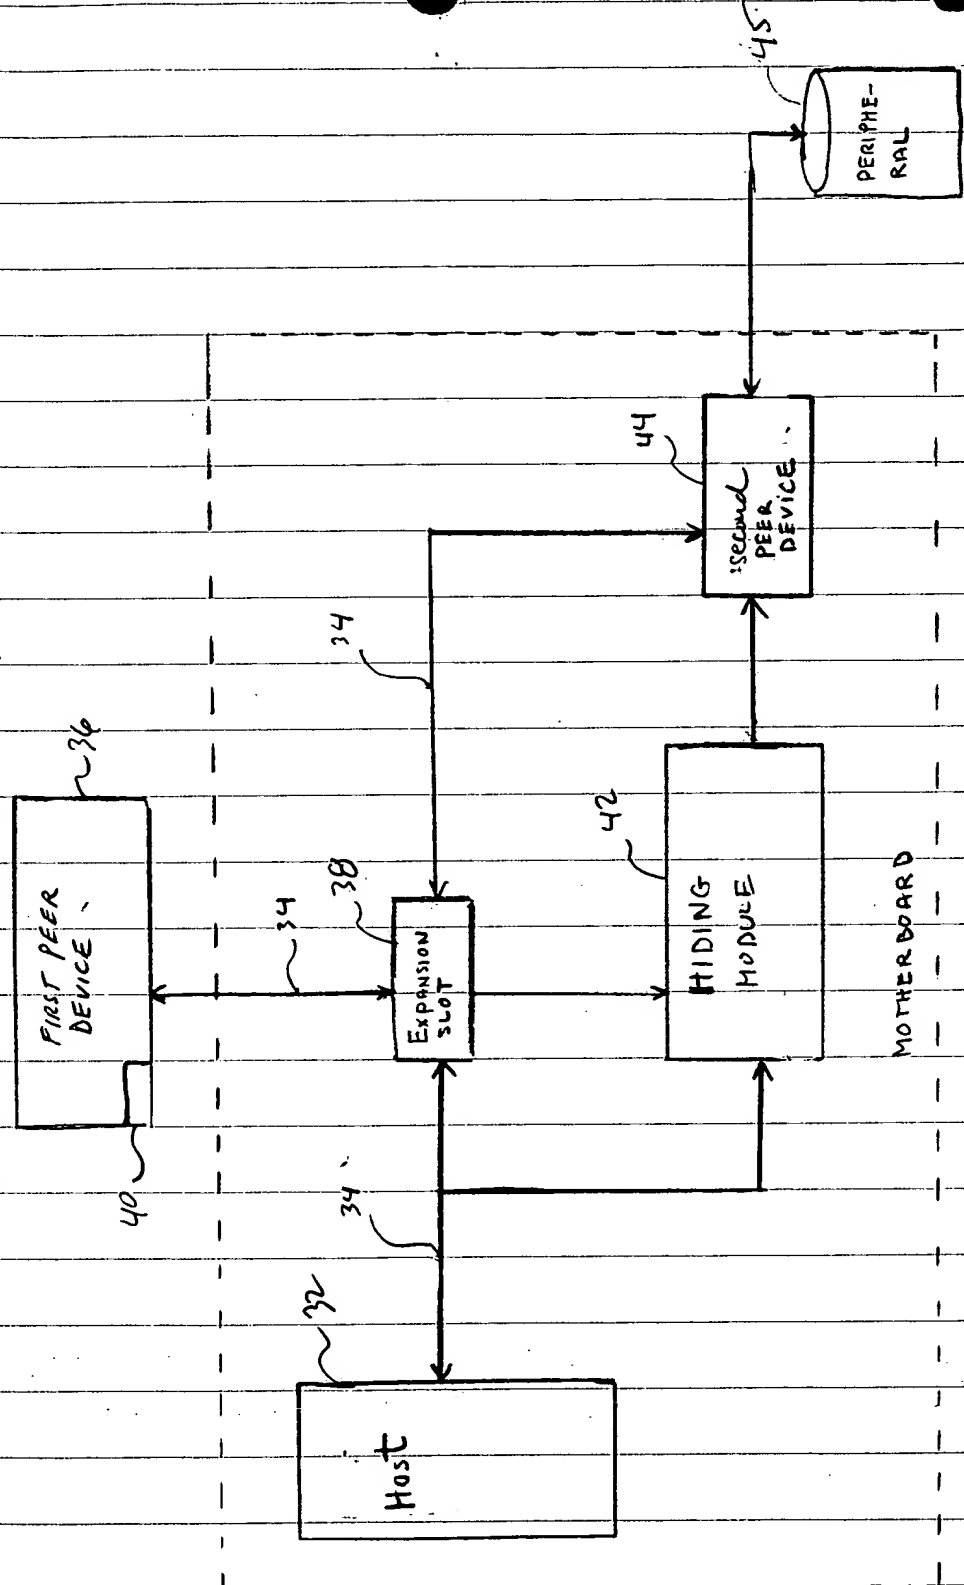 36
FIRST PEER
DEVICE
40
34
45
PERIPHE-
RAL
34
38
EXPANSION
SLOT
44
second
PEER
DEVICE
32
Host
34
42
HIDING
MODULE
MOTHERBOARD